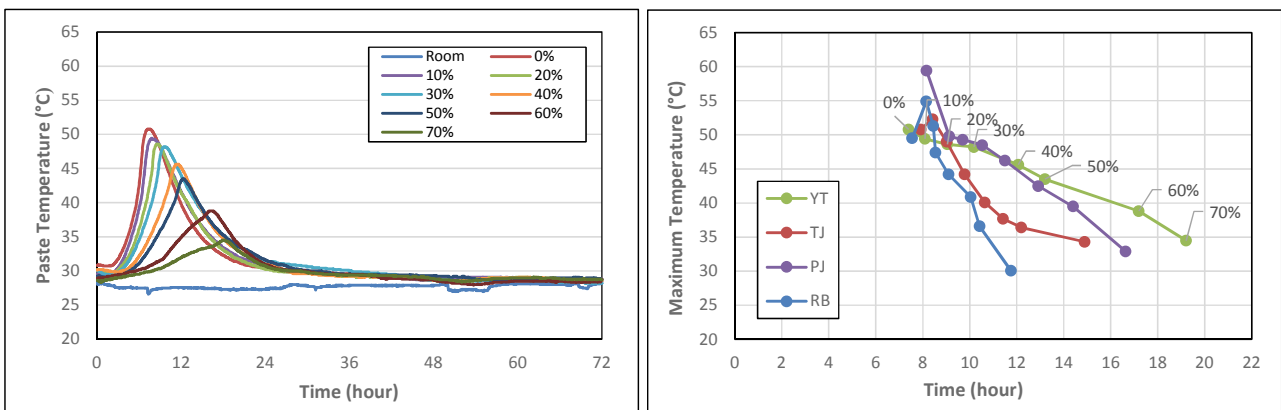 65
60
55
50
45
40
35
30
25
20
Paste Temperature (°C)
Room 0%
10% 20%
30% 40%
50% 60%
70%
0 12 24 36 48 60 72
Time (hour)
65
60
55
50
45
40
35
30
25
20
Maximum Temperature (°C)
0%
10%
20%
30%
40%
50%
60%
70%
YT
TJ
PJ
RB
0 2 4 6 8 10 12 14 16 18 20 22
Time (hour)